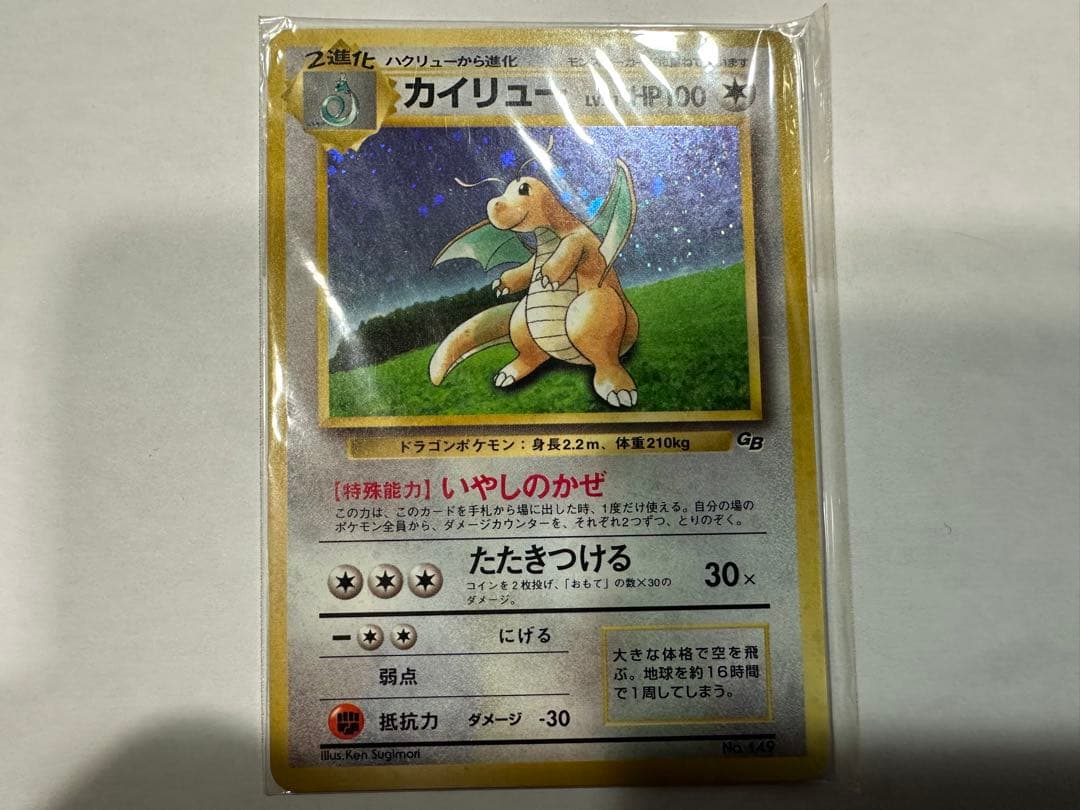 2進化 ハクリューから進化
カイリュー LV. HP100
ドラゴンポケモン：身長2.2m、体重210kg
GB
【特殊能力】いやしのかぜ
この力は、このカードを手札から場に出した時、1度だけ使える。自分の場の
ポケモン全員から、ダメージカウンターを、それぞれ2つずつ、とりのぞく。
たたきつける
コインを2枚投げ、「おもて」の数×30の
ダメージ。
30×
ー にげる
弱点
抵抗力 ダメージ -30
大きな体格で空を飛
ぶ。地球を約16時間
で1周してしまう。
Illus.Ken Sugimori
No. 149